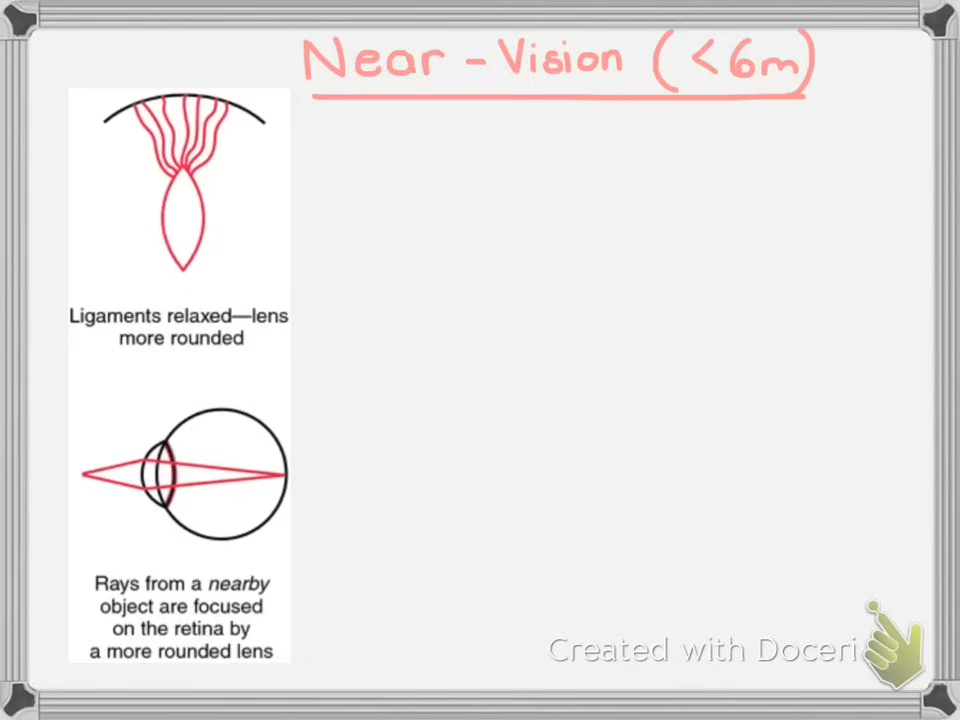 Near - Vision (<6m)
Ligaments relaxed—lens
more rounded
Rays from a nearby
object are focused
on the retina by
a more rounded lens
Created with Doceri